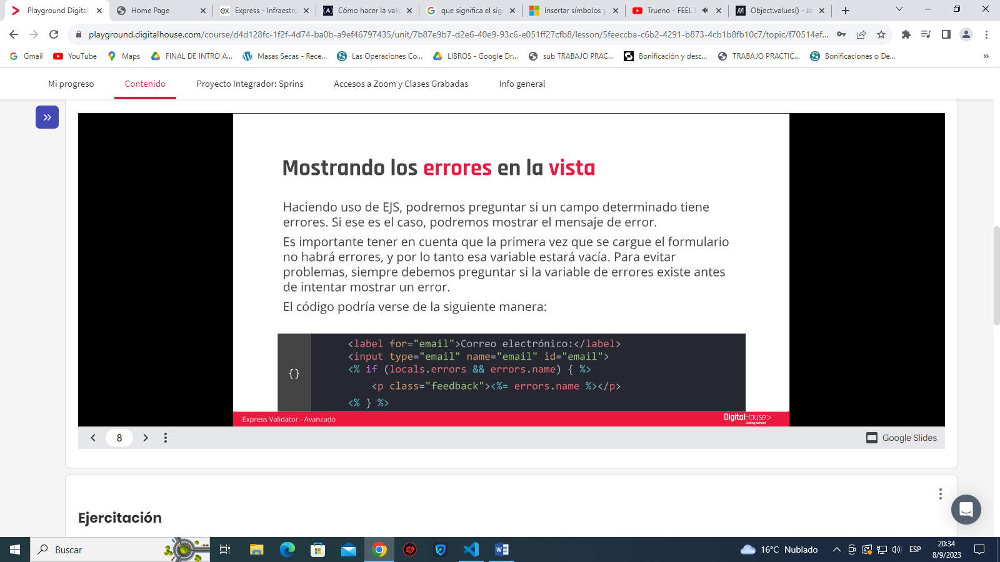 Playground Digital
Home Page
Express - Infraestru
Cómo hacer la valid
que significa el sign
Insertar símbolos y
Trueno - FEEL
Object.values() - Ja
playground.digitalhouse.com/course/d4d128fc-1f2f-4d74-ba0b-a9ef46797435/unit/7b87e9b7-d2e6-40e9-93c6-e051ff27cfb8/lesson/5feeccba-c6b2-4291-b873-4cb1b8fb10c7/topic/f70514ef...
Gmail
YouTube
Maps
FINAL DE INTRO A...
Masas Secas - Rece...
Las Operaciones Co...
LIBROS - Google Dr...
sub TRABAJO PRAC...
Bonificación y desc...
TRABAJO PRACTIC...
Bonificaciones o De...
»
Mi progreso
Contenido
Proyecto Integrador: Sprins
Accesos a Zoom y Clases Grabadas
Info general
Mostrando los errores en la vista
Haciendo uso de EJS, podremos preguntar si un campo determinado tiene
errores. Si ese es el caso, podremos mostrar el mensaje de error.
Es importante tener en cuenta que la primera vez que se cargue el formulario
no habrá errores, y por lo tanto esa variable estará vacía. Para evitar
problemas, siempre debemos preguntar si la variable de errores existe antes
de intentar mostrar un error.
El código podría verse de la siguiente manera:
{}
<label for="email">Correo electrónico:</label>
<input type="email" name="email" id="email">
<% if (locals.errors && errors.name) { %>
<p class="feedback"><%= errors.name %></p>
<% } %>
Express Validator - Avanzado
DigitalHouse>
Coding School
8
Google Slides
Ejercitación
Buscar
16°C Nublado
ESP
20:34
8/9/2023